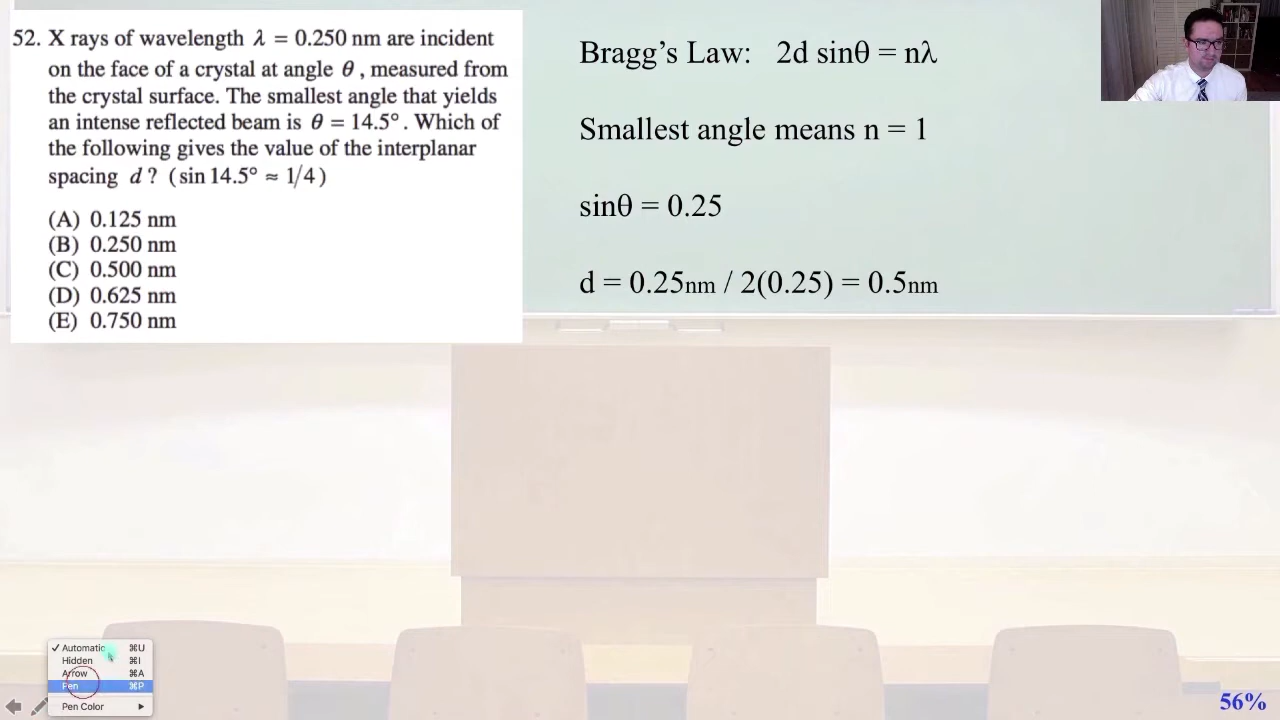 52. X rays of wavelength λ = 0.250 nm are incident
on the face of a crystal at angle θ , measured from
the crystal surface. The smallest angle that yields
an intense reflected beam is θ = 14.5° . Which of
the following gives the value of the interplanar
spacing d ? ( sin 14.5° ≈ 1/4 )
(A) 0.125 nm
(B) 0.250 nm
(C) 0.500 nm
(D) 0.625 nm
(E) 0.750 nm
Bragg’s Law: 2d sinθ = nλ
Smallest angle means n = 1
sinθ = 0.25
d = 0.25nm / 2(0.25) = 0.5nm
✓ Automatic ⌘U
Hidden ⌘I
Arrow ⌘A
Pen ⌘P
Pen Color ▶
56%